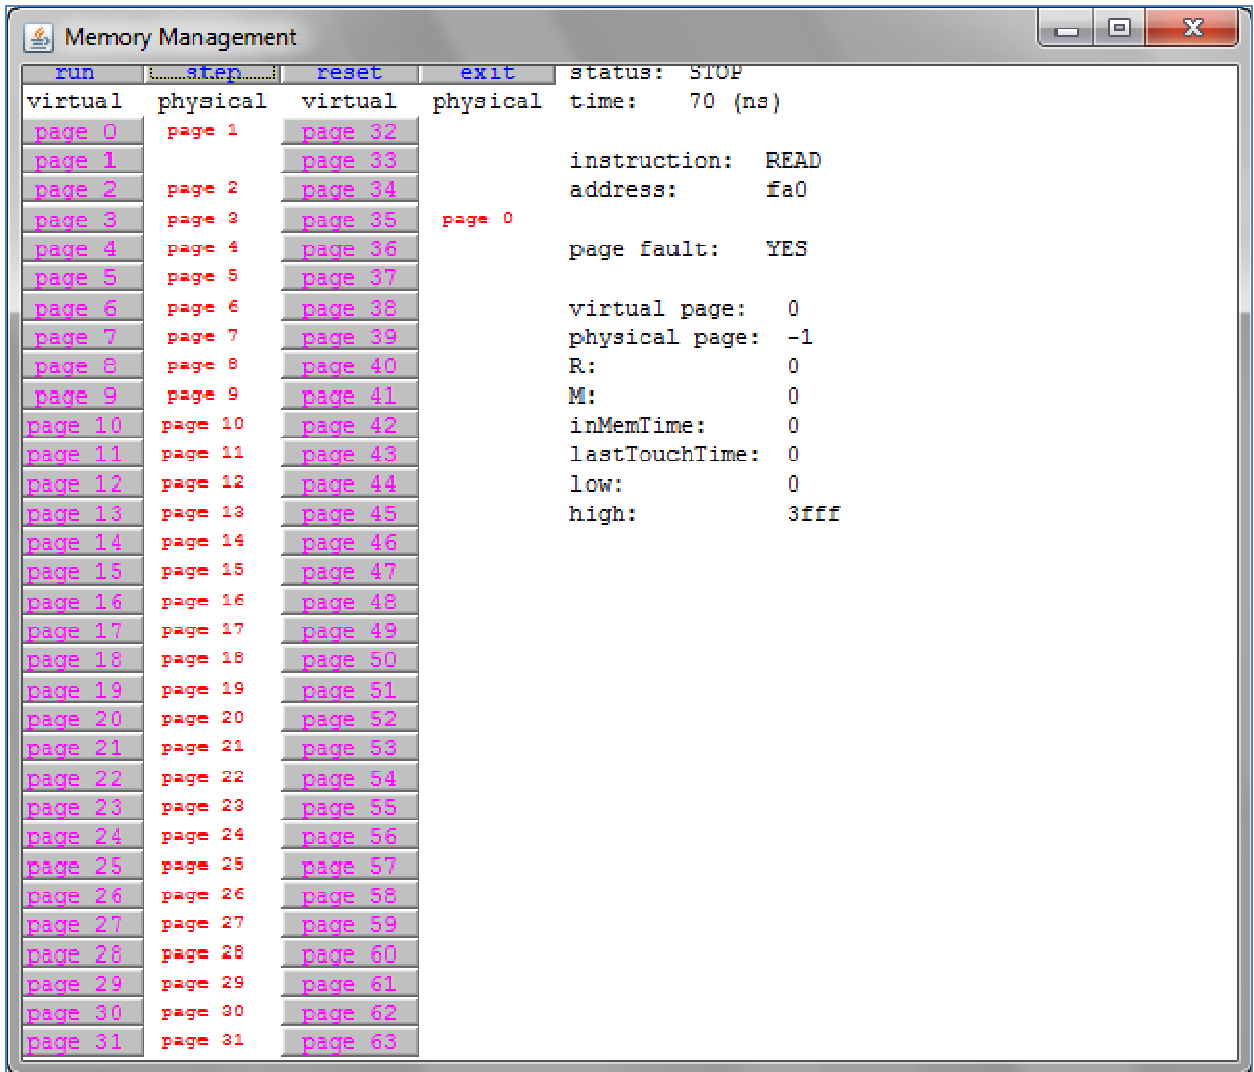 Memory Management
run step reset exit status: STOP
virtual physical virtual physical time: 70 (ns)
page 0 page 1 page 32
page 1 page 33 instruction: READ
page 2 page 2 page 34 address: fa0
page 3 page 3 page 35 page 0
page 4 page 4 page 36 page fault: YES
page 5 page 5 page 37
page 6 page 6 page 38 virtual page: 0
page 7 page 7 page 39 physical page: -1
page 8 page 8 page 40 R: 0
page 9 page 9 page 41 M: 0
page 10 page 10 page 42 inMemTime: 0
page 11 page 11 page 43 lastTouchTime: 0
page 12 page 12 page 44 low: 0
page 13 page 13 page 45 high: 3fff
page 14 page 14 page 46
page 15 page 15 page 47
page 16 page 16 page 48
page 17 page 17 page 49
page 18 page 18 page 50
page 19 page 19 page 51
page 20 page 20 page 52
page 21 page 21 page 53
page 22 page 22 page 54
page 23 page 23 page 55
page 24 page 24 page 56
page 25 page 25 page 57
page 26 page 26 page 58
page 27 page 27 page 59
page 28 page 28 page 60
page 29 page 29 page 61
page 30 page 30 page 62
page 31 page 31 page 63